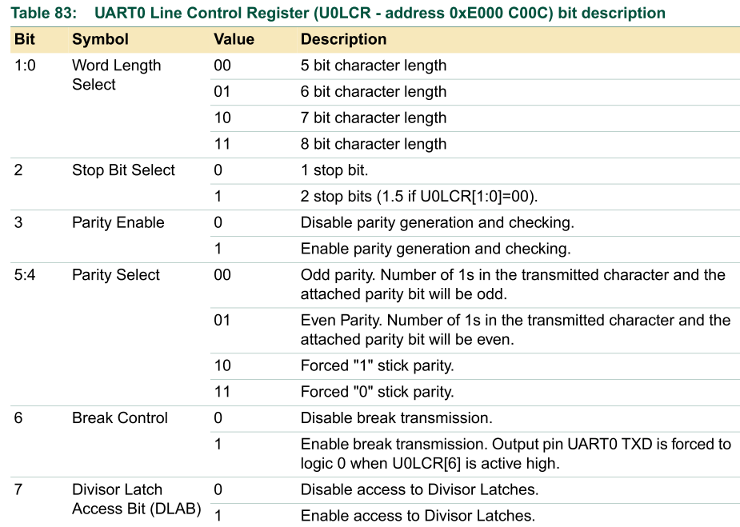 Table 83: UART0 Line Control Register (U0LCR - address 0xE000 C00C) bit description
Bit Symbol Value Description
1:0 Word Length Select 00 5 bit character length
01 6 bit character length
10 7 bit character length
11 8 bit character length
2 Stop Bit Select 0 1 stop bit.
1 2 stop bits (1.5 if U0LCR[1:0]=00).
3 Parity Enable 0 Disable parity generation and checking.
1 Enable parity generation and checking.
5:4 Parity Select 00 Odd parity. Number of 1s in the transmitted character and the
attached parity bit will be odd.
01 Even Parity. Number of 1s in the transmitted character and the
attached parity bit will be even.
10 Forced "1" stick parity.
11 Forced "0" stick parity.
6 Break Control 0 Disable break transmission.
1 Enable break transmission. Output pin UART0 TXD is forced to
logic 0 when U0LCR[6] is active high.
7 Divisor Latch 0 Disable access to Divisor Latches.
Access Bit (DLAB) 1 Enable access to Divisor Latches.